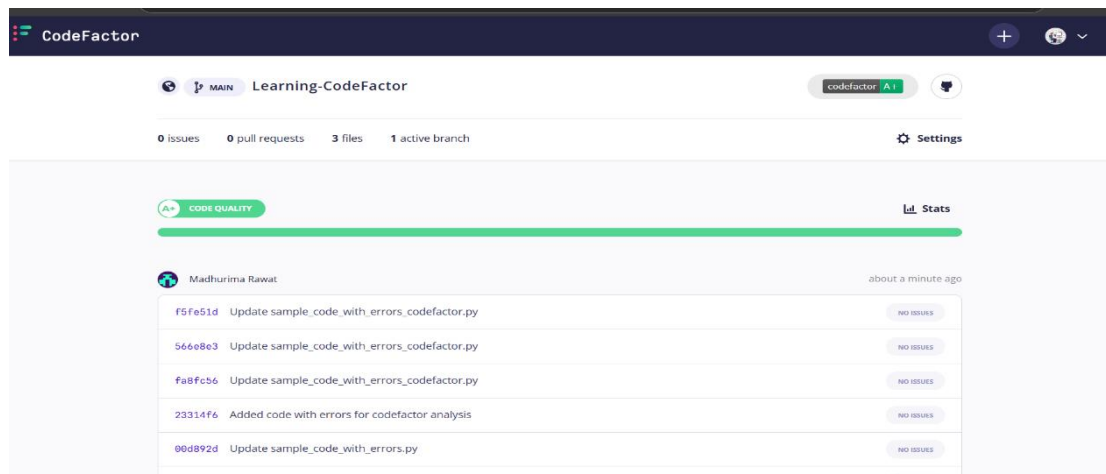 CodeFactor
MAIN Learning-CodeFactor codefactor A+
0 issues 0 pull requests 3 files 1 active branch Settings
A+ CODE QUALITY Stats
Madhurima Rawat about a minute ago
f5fe51d Update sample_code_with_errors_codefactor.py NO ISSUES
566e8e3 Update sample_code_with_errors_codefactor.py NO ISSUES
fa8fc56 Update sample_code_with_errors_codefactor.py NO ISSUES
23314f6 Added code with errors for codefactor analysis NO ISSUES
00d892d Update sample_code_with_errors.py NO ISSUES